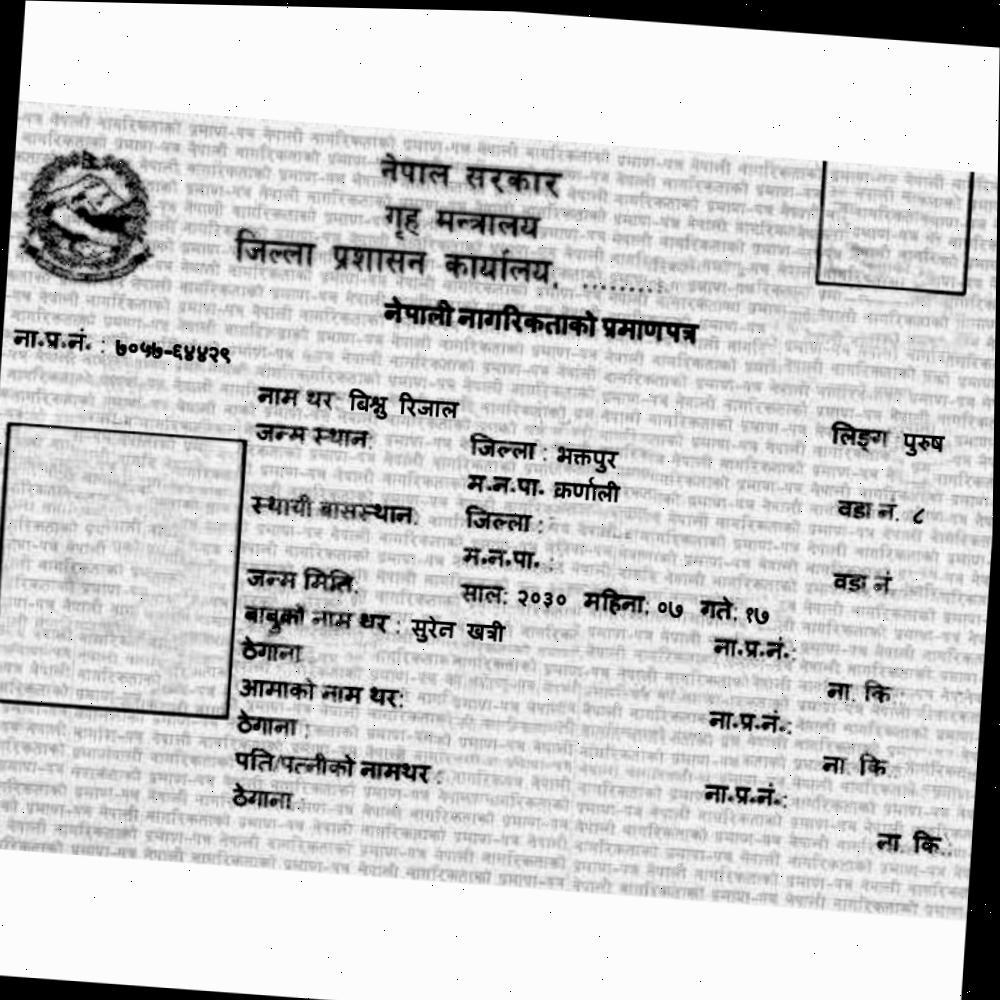 नेपाल सरकार
गृह मन्त्रालय
जिल्ला प्रशासन कार्यालय, .........
नेपाली नागरिकताको प्रमाणपत्र
ना.प्र.नं. : ७०५७-६४४२९
नाम थर: बिश्नु रिजाल
लिङ्ग पुरुष
जन्म स्थान: जिल्ला : भक्तपुर
म.न.पा. कर्णाली वडा नं. ८
स्थायी बासस्थान: जिल्ला :
म.न.पा. : वडा नं
जन्म मिति: साल: २०३० महिना: ०७ गते: १७
बाबुको नाम थर : सुरेन खत्री ना.प्र.नं.:
ठेगाना ना. कि
आमाको नाम थर: ना.प्र.नं.:
ठेगाना : ना. कि
पति/पत्नीको नामथर : ना.प्र.नं.:
ठेगाना : ना. कि.: